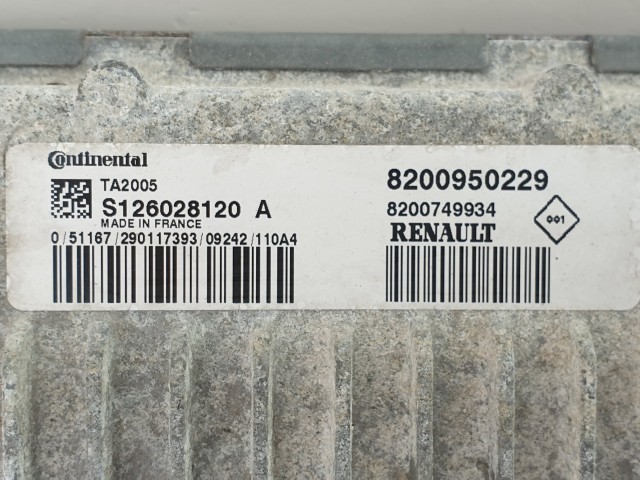 Continental
TA2005
S126028120 A
MADE IN FRANCE
0/51167/290117393/09242/110A4
8200950229
8200749934
RENAULT
001